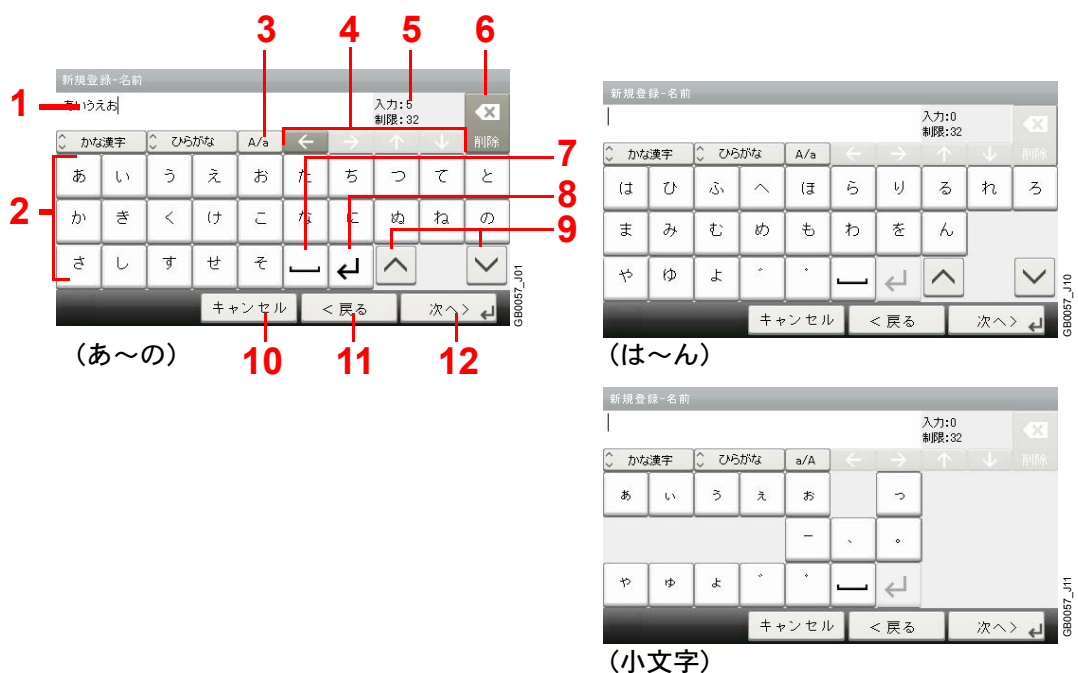 3 4 5 6
新規登録-名前
1 あいうえお 入力:5
制限:32
かな漢字 ひらがな A/a ← → ↑ ↓ 削除
7
2 あ い う え お た ち つ て と
8
か き く け こ な に ぬ ね の
9
さ し す せ そ
キャンセル <戻る 次へ>
GB0057_J01
(あ~の) 10 11 12
新規登録-名前
入力:0
制限:32
かな漢字 ひらがな A/a ← → ↑ ↓ 削除
は ひ ふ へ ほ ら り る れ ろ
ま み む め も わ を ん
や ゆ よ ゛ ゜
キャンセル <戻る 次へ>
GB0057_J10
(は~ん)
新規登録-名前
入力:0
制限:32
かな漢字 ひらがな a/A ← → ↑ ↓ 削除
ぁ ぃ ぅ ぇ ぉ っ
ー 、 。
ゃ ゅ ょ ゛ ゜
キャンセル <戻る 次へ>
GB0057_J11
(小文字)